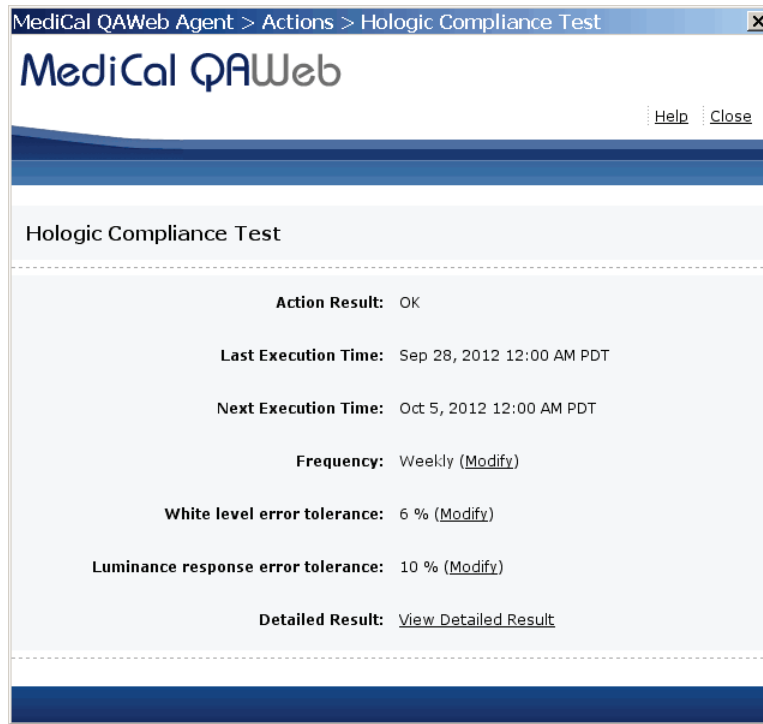 MediCal QAWeb Agent > Actions > Hologic Compliance Test
MediCal QAWeb
Help Close
Hologic Compliance Test
Action Result: OK
Last Execution Time: Sep 28, 2012 12:00 AM PDT
Next Execution Time: Oct 5, 2012 12:00 AM PDT
Frequency: Weekly (Modify)
White level error tolerance: 6 % (Modify)
Luminance response error tolerance: 10 % (Modify)
Detailed Result: View Detailed Result